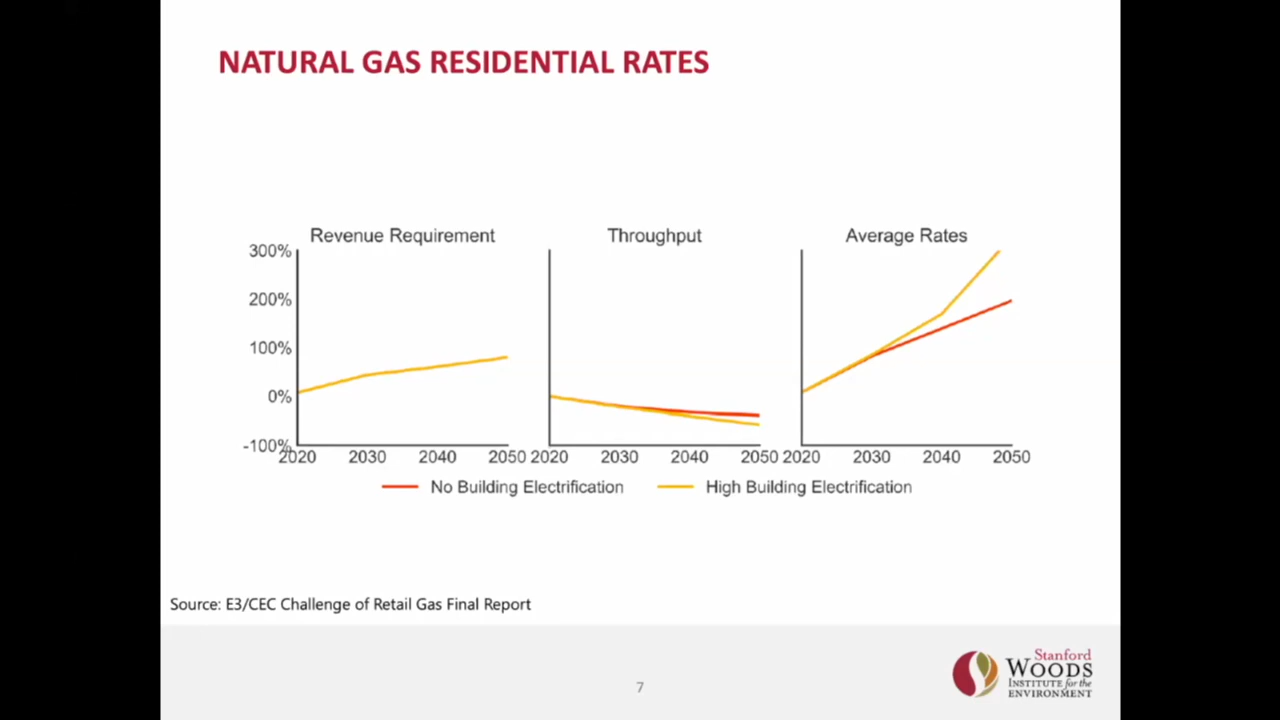 NATURAL GAS RESIDENTIAL RATES
Revenue Requirement
Throughput
Average Rates
300%
200%
100%
0%
-100%
2020 2030 2040 2050 2020 2030 2040 2050 2020 2030 2040 2050
No Building Electrification High Building Electrification
Source: E3/CEC Challenge of Retail Gas Final Report
7
Stanford
WOODS
INSTITUTE for the
ENVIRONMENT